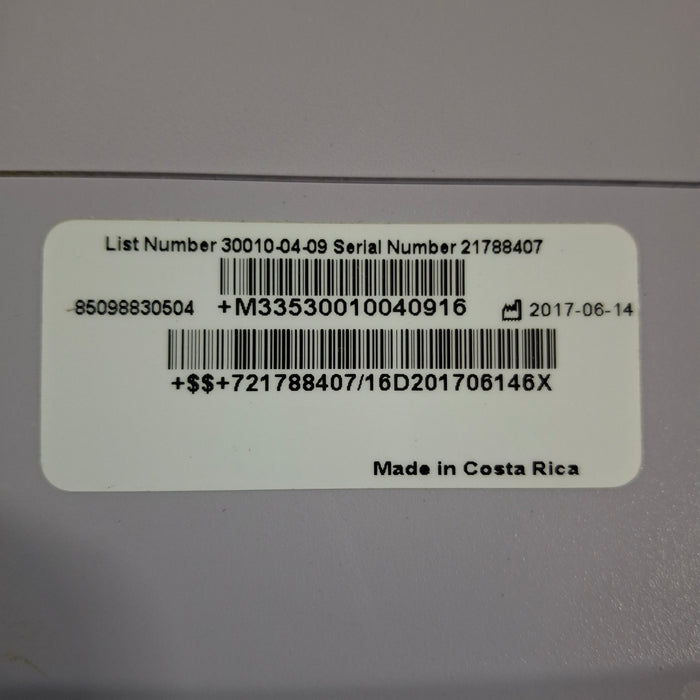 List Number 30010-04-09 Serial Number 21788407
85098830504 +M33530010040916 2017-06-14
+$$+721788407/16D201706146X
Made in Costa Rica